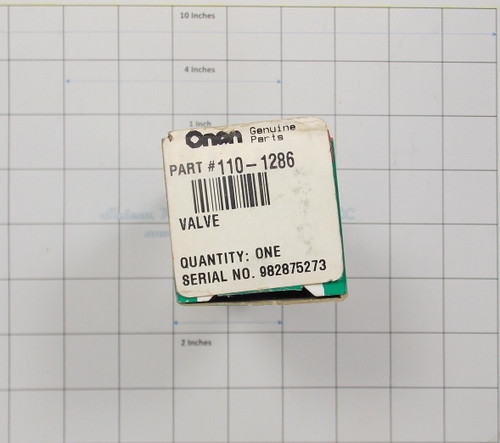 10 Inches
4 Inches
1 Inch
Onan Genuine Parts
PART #110-1286
VALVE
QUANTITY: ONE
SERIAL NO. 982875273
2 Inches